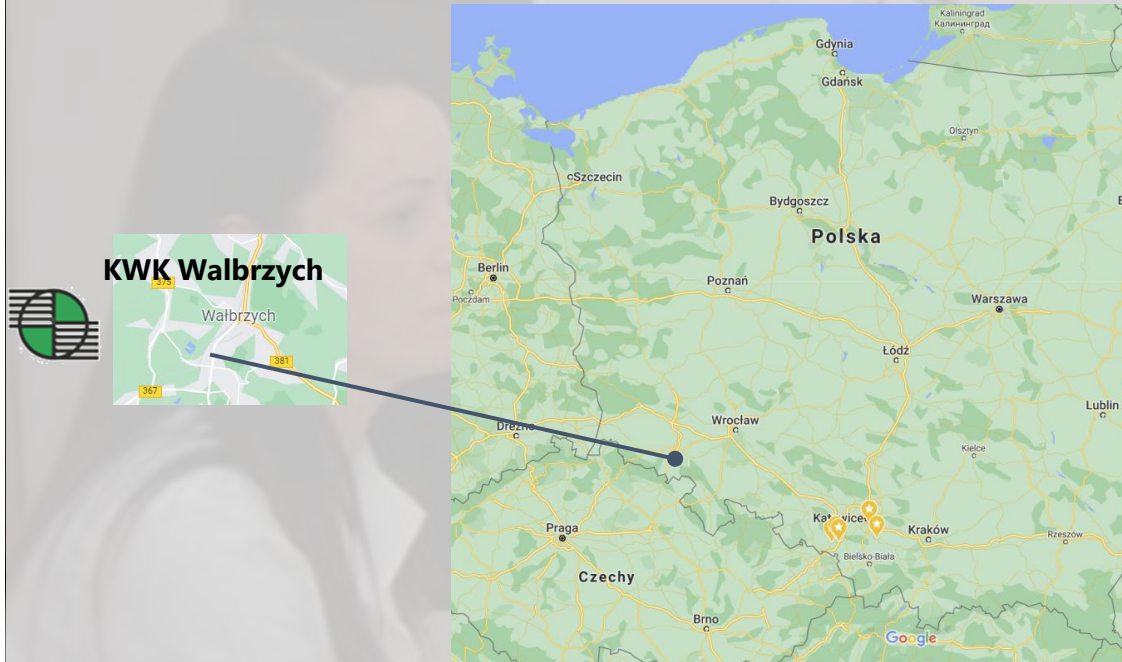 KWK Walbrzych
375
Wałbrzych
381
367
Kaliningrad
Калининград
Gdynia
Gdańsk
Olsztyn
Szczecin
Bydgoszcz
Polska
Berlin
Poczdam
Poznań
Warszawa
Łódź
Lublin
Drezno
Wrocław
Kielce
Katowice
Kraków
Rzeszów
Bielsko-Biała
Praga
Czechy
Brno
Google